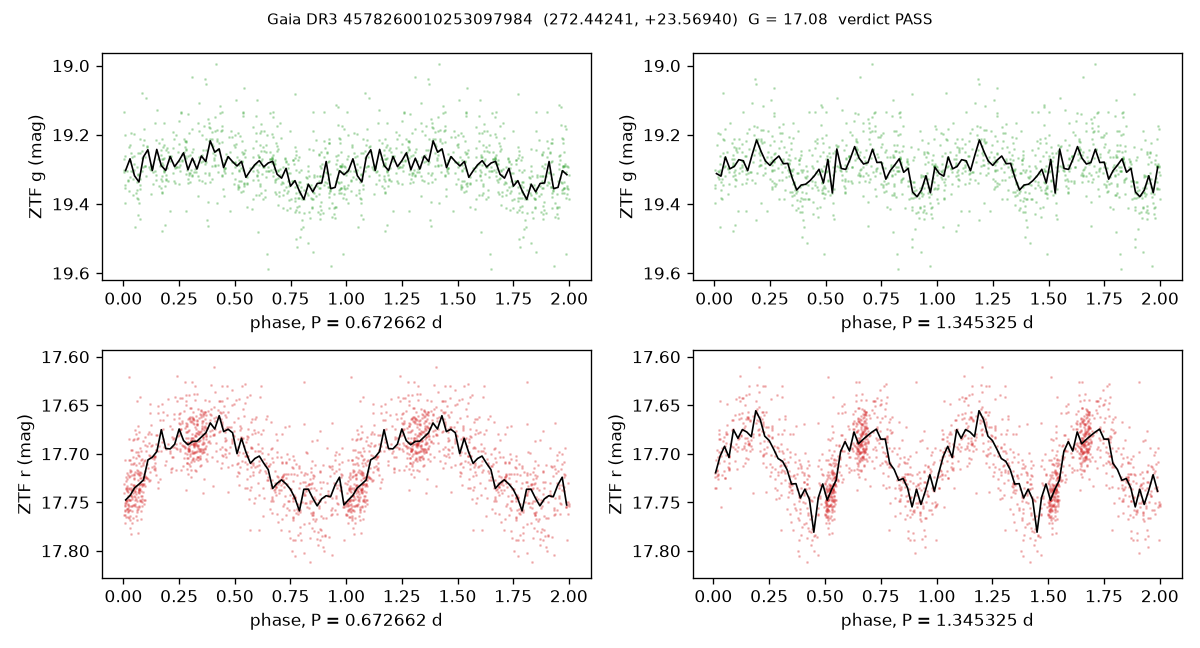 Gaia DR3 4578260010253097984 (272.44241, +23.56940) G = 17.08 verdict PASS
ZTF g (mag)
19.0
19.2
19.4
19.6
0.00 0.25 0.50 0.75 1.00 1.25 1.50 1.75 2.00
phase, P = 0.672662 d
ZTF g (mag)
19.0
19.2
19.4
19.6
0.00 0.25 0.50 0.75 1.00 1.25 1.50 1.75 2.00
phase, P = 1.345325 d
ZTF r (mag)
17.60
17.65
17.70
17.75
17.80
0.00 0.25 0.50 0.75 1.00 1.25 1.50 1.75 2.00
phase, P = 0.672662 d
ZTF r (mag)
17.60
17.65
17.70
17.75
17.80
0.00 0.25 0.50 0.75 1.00 1.25 1.50 1.75 2.00
phase, P = 1.345325 d